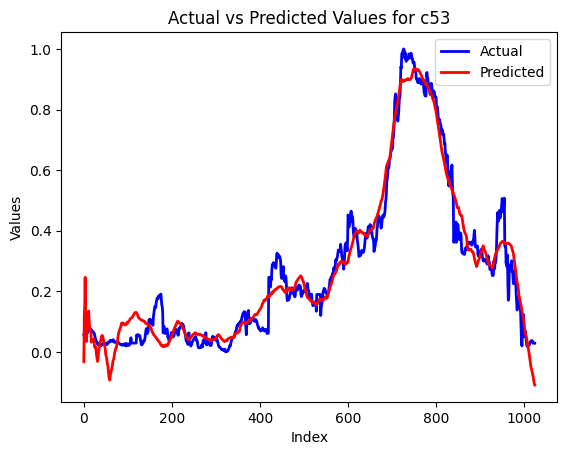 Actual vs Predicted Values for c53
Actual
Predicted
Values
1.0
0.8
0.6
0.4
0.2
0.0
0
200
400
600
800
1000
Index